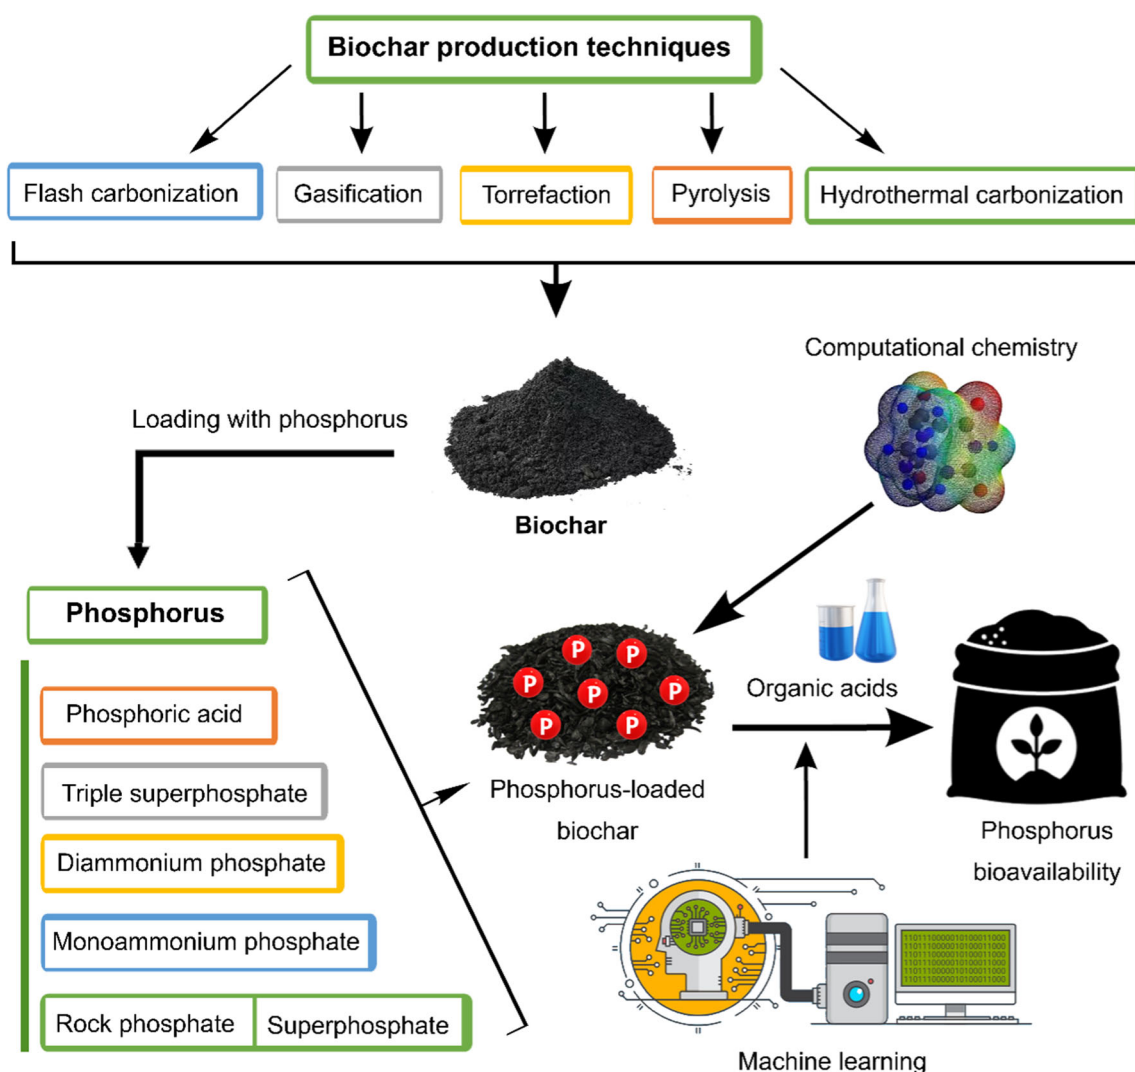 Biochar production techniques
Flash carbonization
Gasification
Torrefaction
Pyrolysis
Hydrothermal carbonization
Computational chemistry
Loading with phosphorus
Biochar
Phosphorus
P
P
P
P
P
P
P
Organic acids
Phosphoric acid
Triple superphosphate
Diammonium phosphate
Monoammonium phosphate
Rock phosphate
Superphosphate
Phosphorus-loaded
biochar
Phosphorus
bioavailability
Machine learning